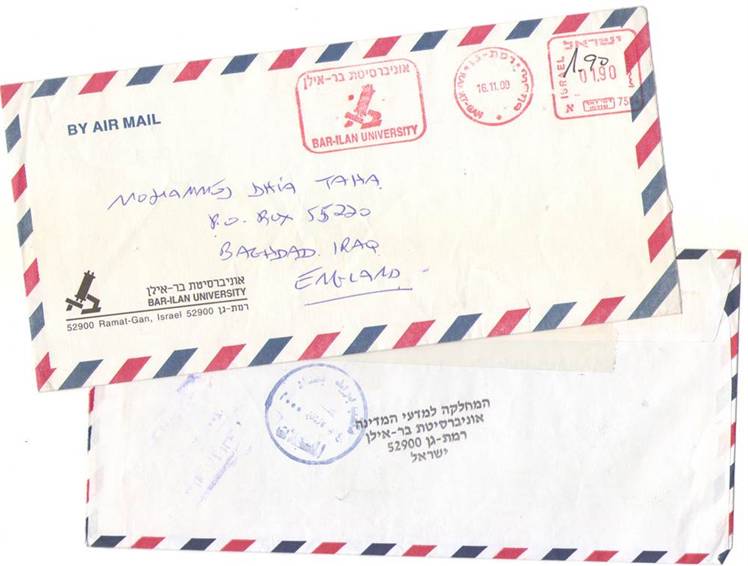 BY AIR MAIL
אוניברסיטת בר-אילן
BAR-ILAN UNIVERSITY
16.11.00
ישראל
ISRAEL
1.90
01.90
א
MOHAMMED DHIA TAHA
P.O. BOX 55220
BAGHDAD. IRAQ
ENGLAND
אוניברסיטת בר-אילן
BAR-ILAN UNIVERSITY
52900 Ramat-Gan, Israel 52900 רמת-גן
המחלקה למדעי המדינה
אוניברסיטת בר-אילן
רמת-גן 52900
ישראל